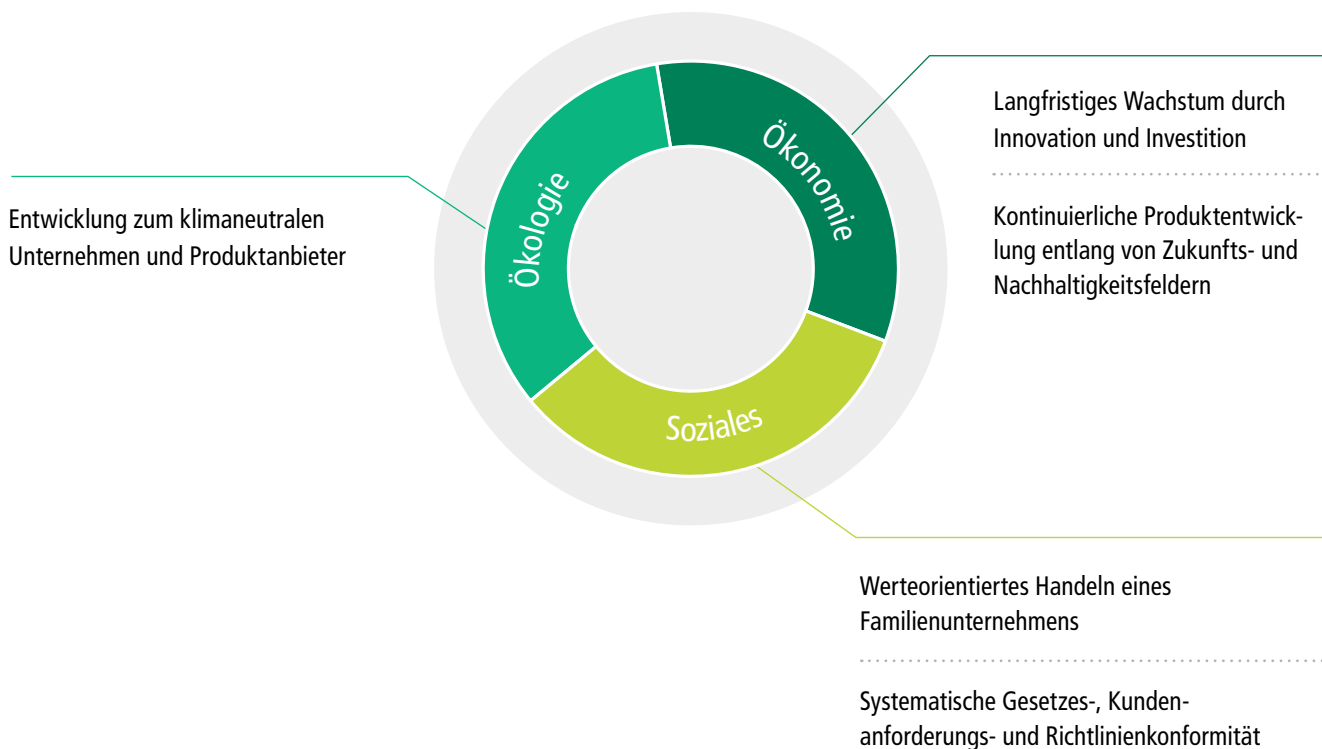 Ökologie
Entwicklung zum klimaneutralen
Unternehmen und Produktanbieter
Ökonomie
Langfristiges Wachstum durch
Innovation und Investition
Kontinuierliche Produktentwick-
lung entlang von Zukunfts- und
Nachhaltigkeitsfeldern
Soziales
Werteorientiertes Handeln eines
Familienunternehmens
Systematische Gesetzes-, Kunden-
anforderungs- und Richtlinienkonformität